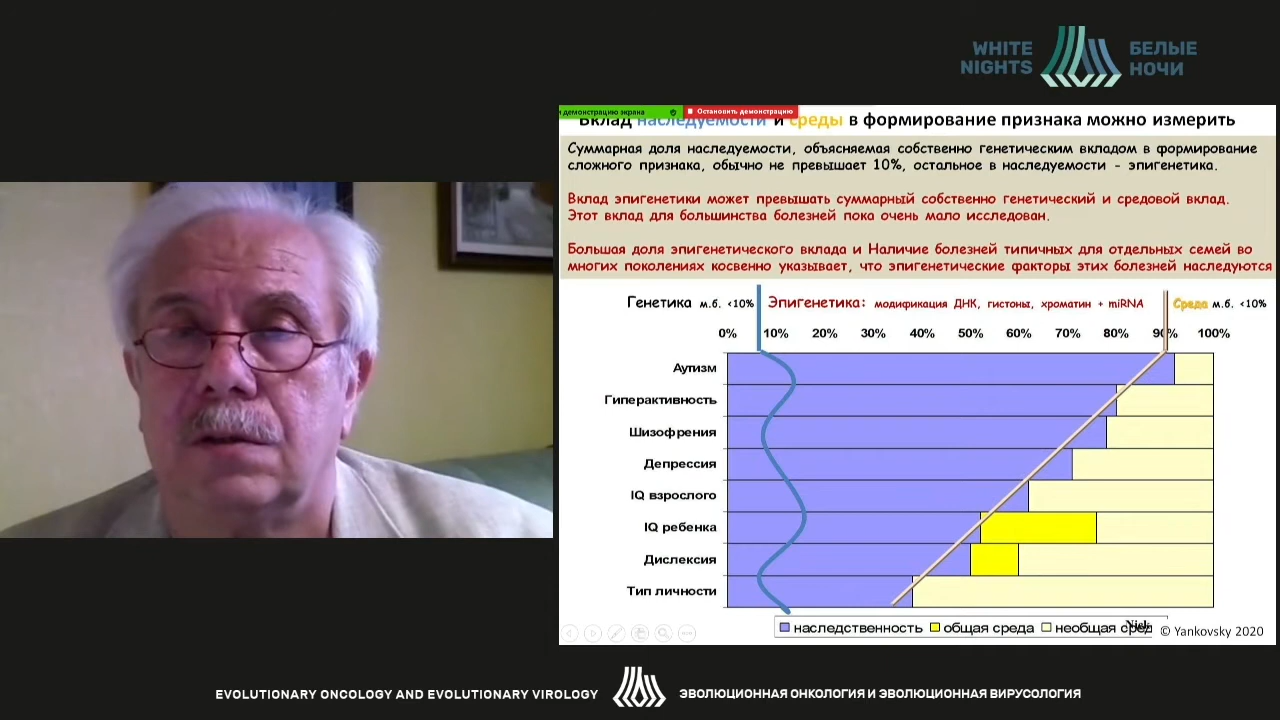 WHITE
NIGHTS
БЕЛЫЕ
НОЧИ
демонстрацию экрана
Остановить демонстрацию
Вклад наследуемости и среды в формирование признака можно измерить
Суммарная доля наследуемости, объясняемая собственно генетическим вкладом в формирование
сложного признака, обычно не превышает 10%, остальное в наследуемости - эпигенетика.
Вклад эпигенетики может превышать суммарный собственно генетический и средовой вклад.
Этот вклад для большинства болезней пока очень мало исследован.
Большая доля эпигенетического вклада и Наличие болезней типичных для отдельных семей во
многих поколениях косвенно указывает, что эпигенетические факторы этих болезней наследуются
Генетика м.б. <10% Эпигенетика: модификация ДНК, гистоны, хроматин + miRNA Среда м.б. <10%
0% 10% 20% 30% 40% 50% 60% 70% 80% 90% 100%
Аутизм
Гиперактивность
Шизофрения
Депрессия
IQ взрослого
IQ ребенка
Дислексия
Тип личности
наследственность общая среда необщая сред
© Yankovsky 2020
EVOLUTIONARY ONCOLOGY AND EVOLUTIONARY VIROLOGY
ЭВОЛЮЦИОННАЯ ОНКОЛОГИЯ И ЭВОЛЮЦИОННАЯ ВИРУСОЛОГИЯ